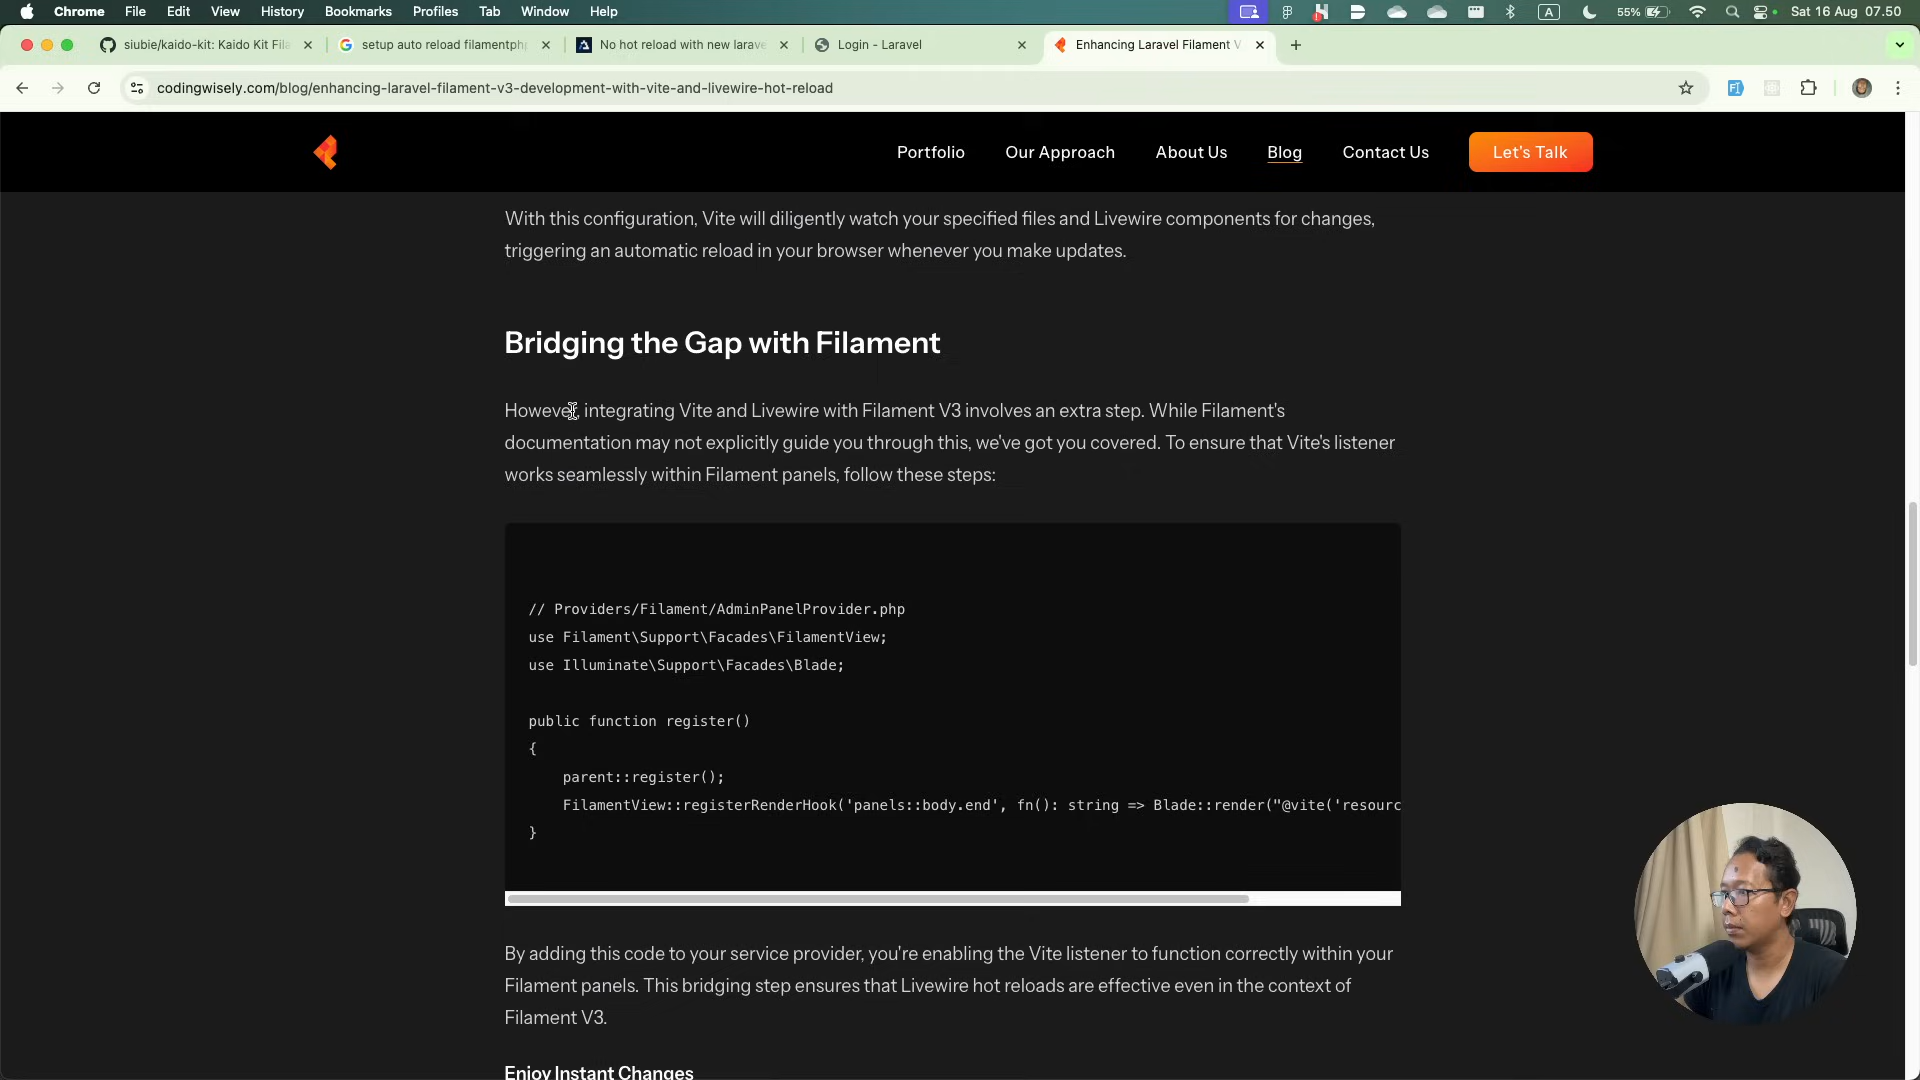 Chrome File Edit View History Bookmarks Profiles Tab Window Help
A 55% Sat 16 Aug 07.50
siubie/kaido-kit: Kaido Kit Fila
setup auto reload filamentphp
No hot reload with new larave
Login - Laravel
Enhancing Laravel Filament V
codingwisely.com/blog/enhancing-laravel-filament-v3-development-with-vite-and-livewire-hot-reload
Portfolio Our Approach About Us Blog Contact Us Let's Talk
With this configuration, Vite will diligently watch your specified files and Livewire components for changes,
triggering an automatic reload in your browser whenever you make updates.
Bridging the Gap with Filament
However, integrating Vite and Livewire with Filament V3 involves an extra step. While Filament's
documentation may not explicitly guide you through this, we've got you covered. To ensure that Vite's listener
works seamlessly within Filament panels, follow these steps:
// Providers/Filament/AdminPanelProvider.php
use Filament\Support\Facades\FilamentView;
use Illuminate\Support\Facades\Blade;
public function register()
{
parent::register();
FilamentView::registerRenderHook('panels::body.end', fn(): string => Blade::render("@vite('resourc
}
By adding this code to your service provider, you're enabling the Vite listener to function correctly within your
Filament panels. This bridging step ensures that Livewire hot reloads are effective even in the context of
Filament V3.
Enjoy Instant Changes